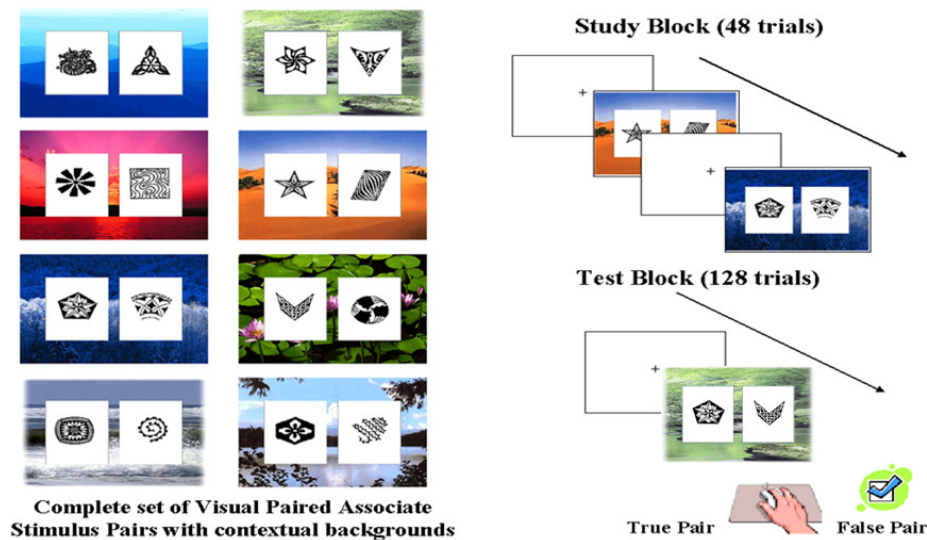 Study Block (48 trials)
Test Block (128 trials)
Complete set of Visual Paired Associate
Stimulus Pairs with contextual backgrounds
True Pair
False Pair